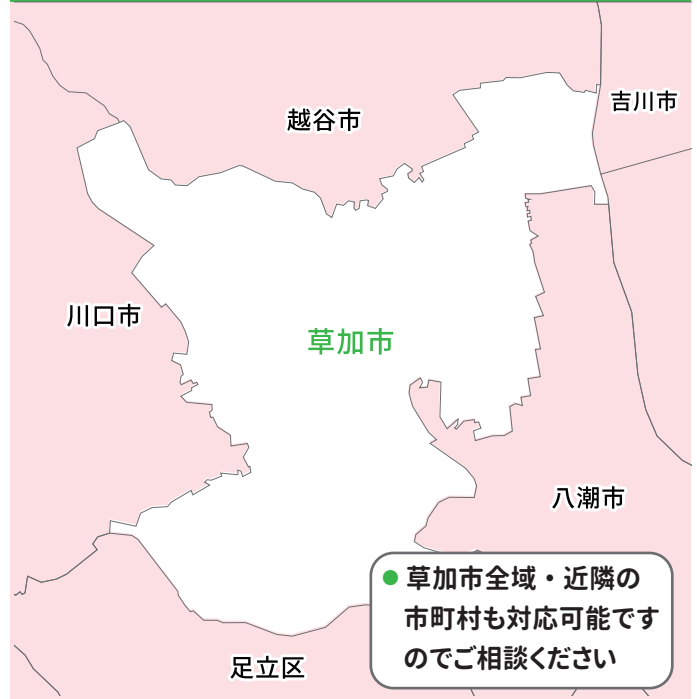 吉川市
越谷市
川口市
草加市
八潮市
● 草加市全域・近隣の
市町村も対応可能です
のでご相談ください
足立区